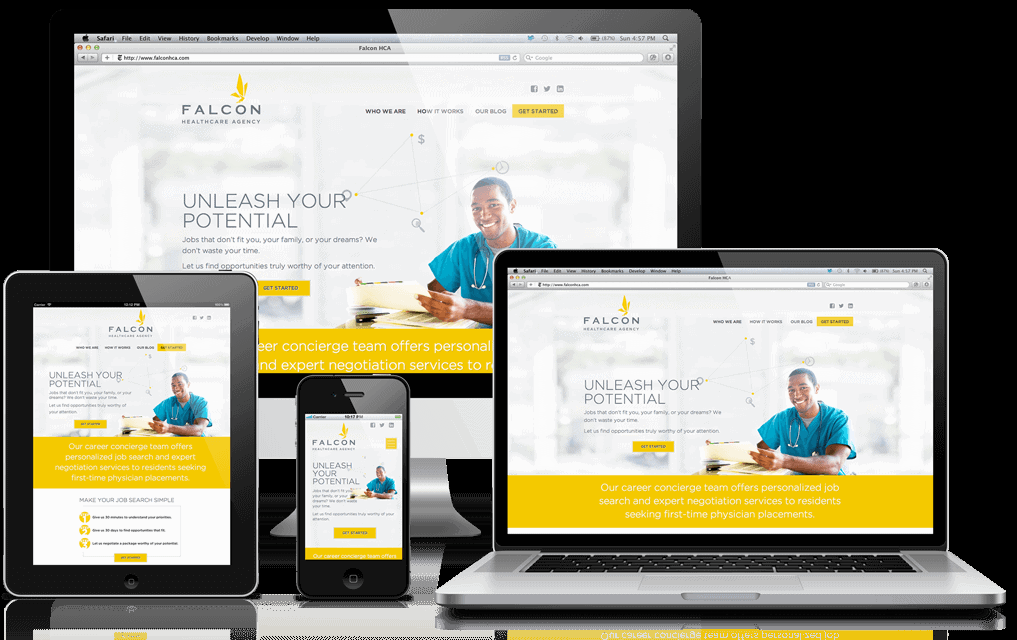 Safari File Edit View History Bookmarks Develop Window Help
(87%) Sun 4:57 PM
Falcon HCA
http://www.falconhca.com
Google
FALCON
HEALTHCARE AGENCY
WHO WE ARE HOW IT WORKS OUR BLOG GET STARTED
$
UNLEASH YOUR
POTENTIAL
Jobs that don't fit you, your family, or your dreams? We
don't waste your time.
Let us find opportunities truly worthy of your attention.
GET STARTED
career concierge team offers personali
nd expert negotiation services to re
Carrier 10:10 PM
FALCON
HEALTHCARE AGENCY
WHO WE ARE HOW IT WORKS OUR BLOG GET STARTED
$
UNLEASH YOUR
POTENTIAL
Jobs that don't fit you, your family, or your
dreams? We don't waste your time.
Let us find opportunities truly worthy of
your attention.
GET STARTED
Our career concierge team offers
personalized job search and expert
negotiation services to residents seeking
first-time physician placements.
MAKE YOUR JOB SEARCH SIMPLE
Give us 30 minutes to understand your priorities.
Give us 30 days to find opportunities that fit.
Let us negotiate a package worthy of your potential.
GET STARTED
Carrier 10:17 PM
FALCON
HEALTHCARE AGENCY
UNLEASH
YOUR
POTENTIAL
Jobs that don't fit you,
your family, or your
dreams? We don't
waste your time.
Let us find opportunities truly
worthy of your attention.
GET STARTED
Our career concierge team offers
Safari File Edit View History Bookmarks Develop Window Help
(87%) Sun 4:57 PM
Falcon HCA
http://www.falconhca.com
Google
FALCON
HEALTHCARE AGENCY
WHO WE ARE HOW IT WORKS OUR BLOG GET STARTED
$
UNLEASH YOUR
POTENTIAL
Jobs that don't fit you, your family, or your dreams? We
don't waste your time.
Let us find opportunities truly worthy of your attention.
GET STARTED
Our career concierge team offers personalized job
search and expert negotiation services to residents
seeking first-time physician placements.